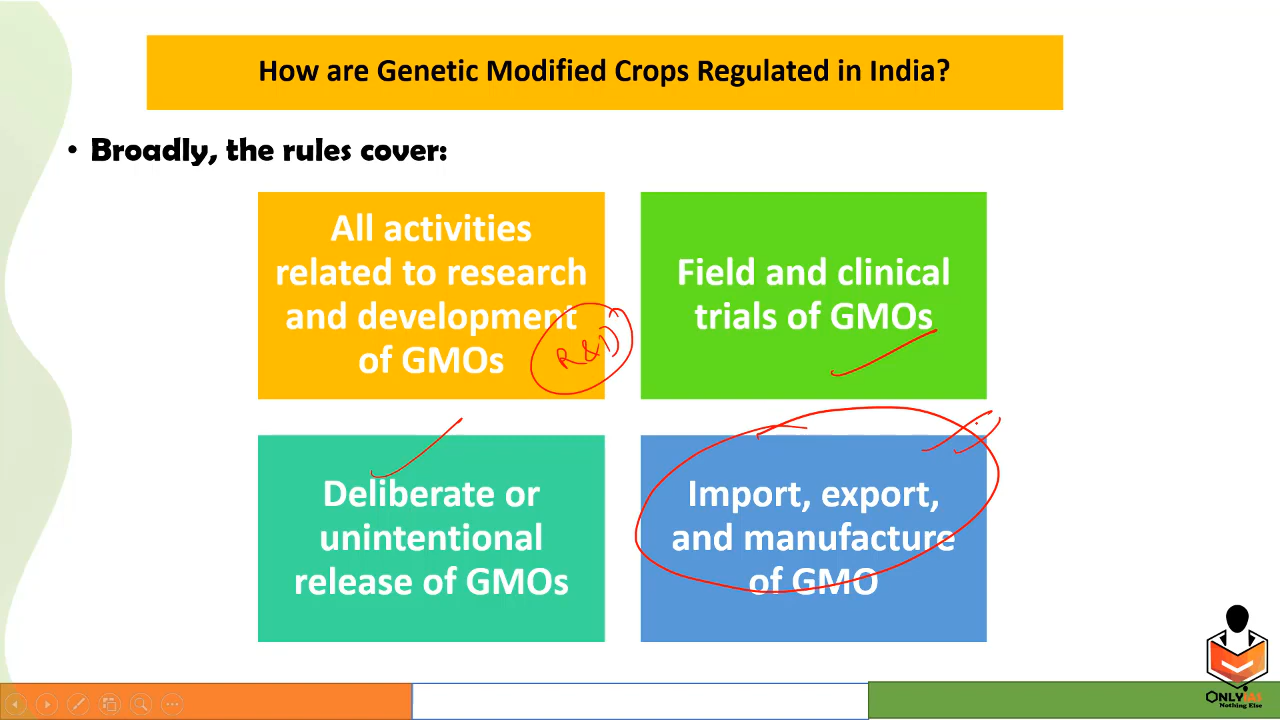 How are Genetic Modified Crops Regulated in India?
• Broadly, the rules cover:
All activities
related to research
and development
of GMOs
R&D
Field and clinical
trials of GMOs
Deliberate or
unintentional
release of GMOs
Import, export,
and manufacture
of GMO
ONLYIAS
Nothing Else